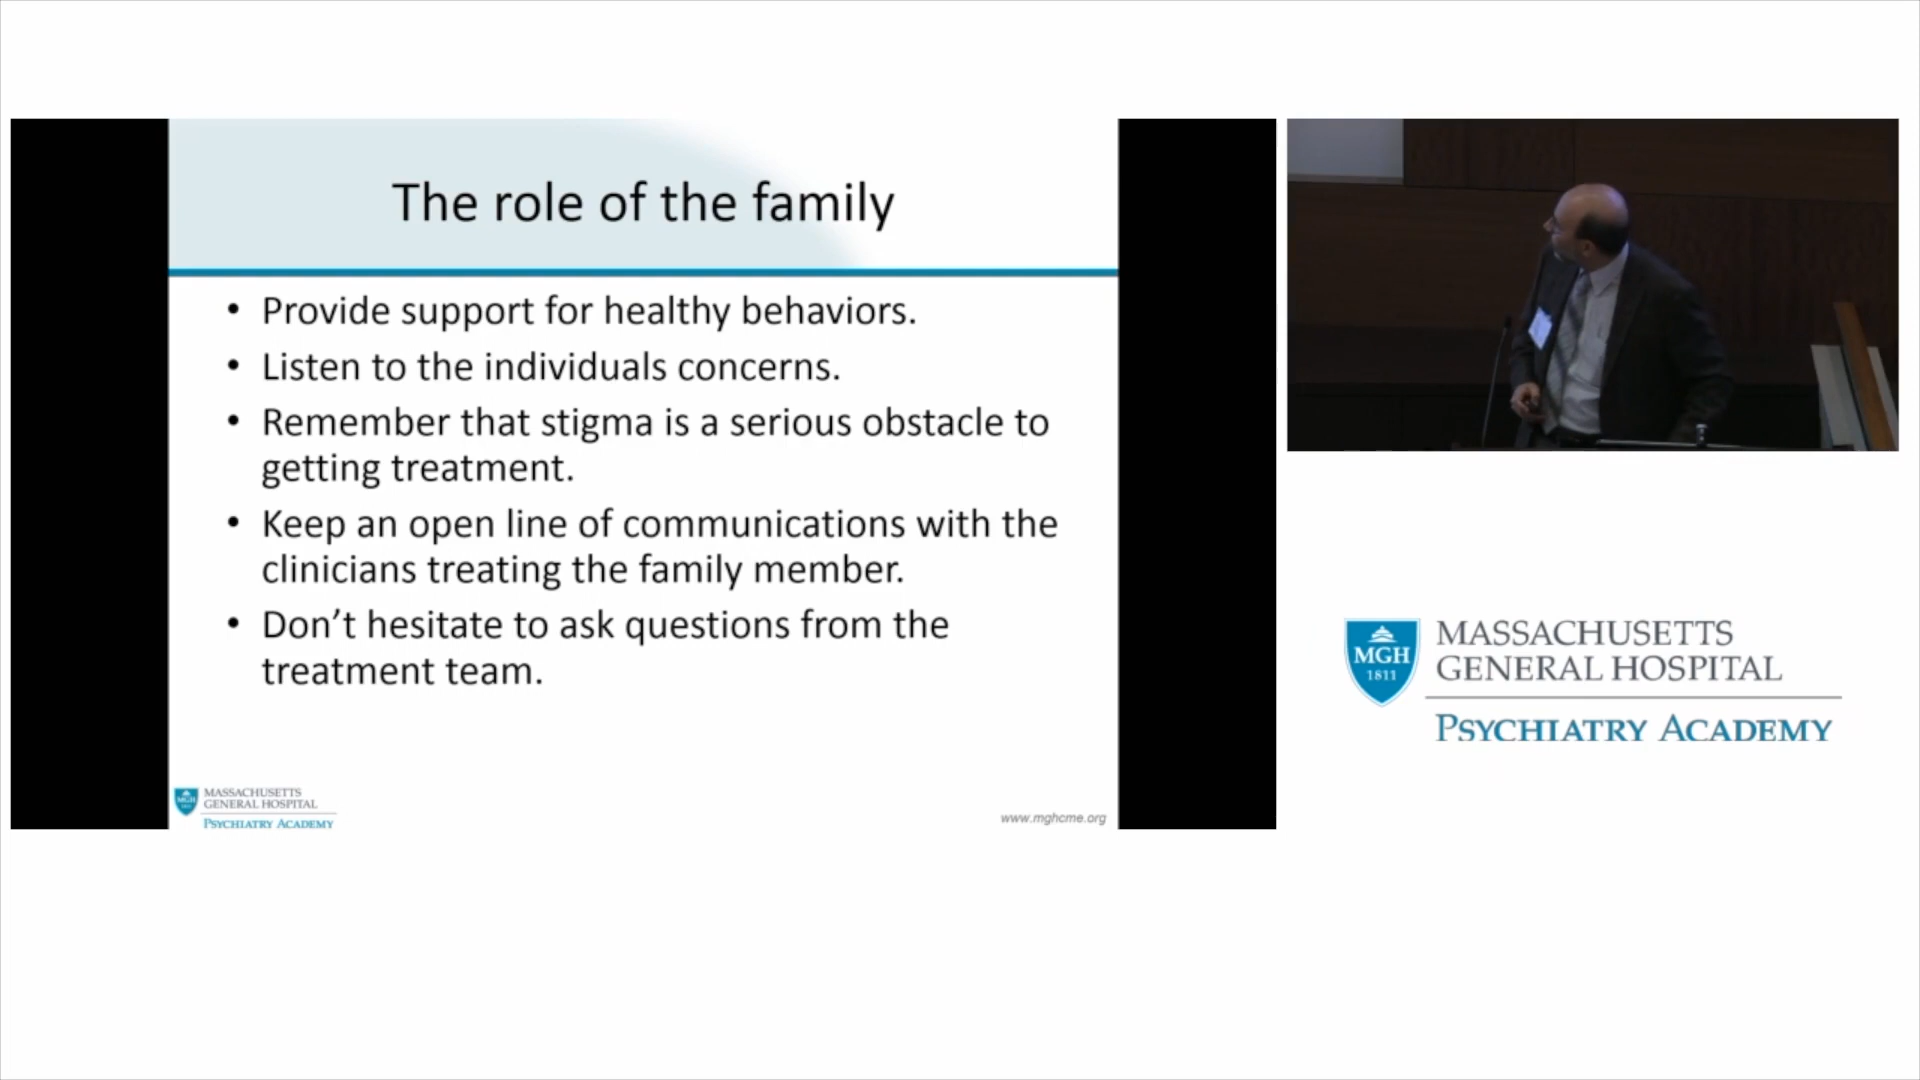 The role of the family
• Provide support for healthy behaviors.
• Listen to the individuals concerns.
• Remember that stigma is a serious obstacle to
getting treatment.
• Keep an open line of communications with the
clinicians treating the family member.
• Don’t hesitate to ask questions from the
treatment team.
MGH
MASSACHUSETTS
GENERAL HOSPITAL
PSYCHIATRY ACADEMY
www.mghcme.org
MGH
1811
MASSACHUSETTS
GENERAL HOSPITAL
PSYCHIATRY ACADEMY